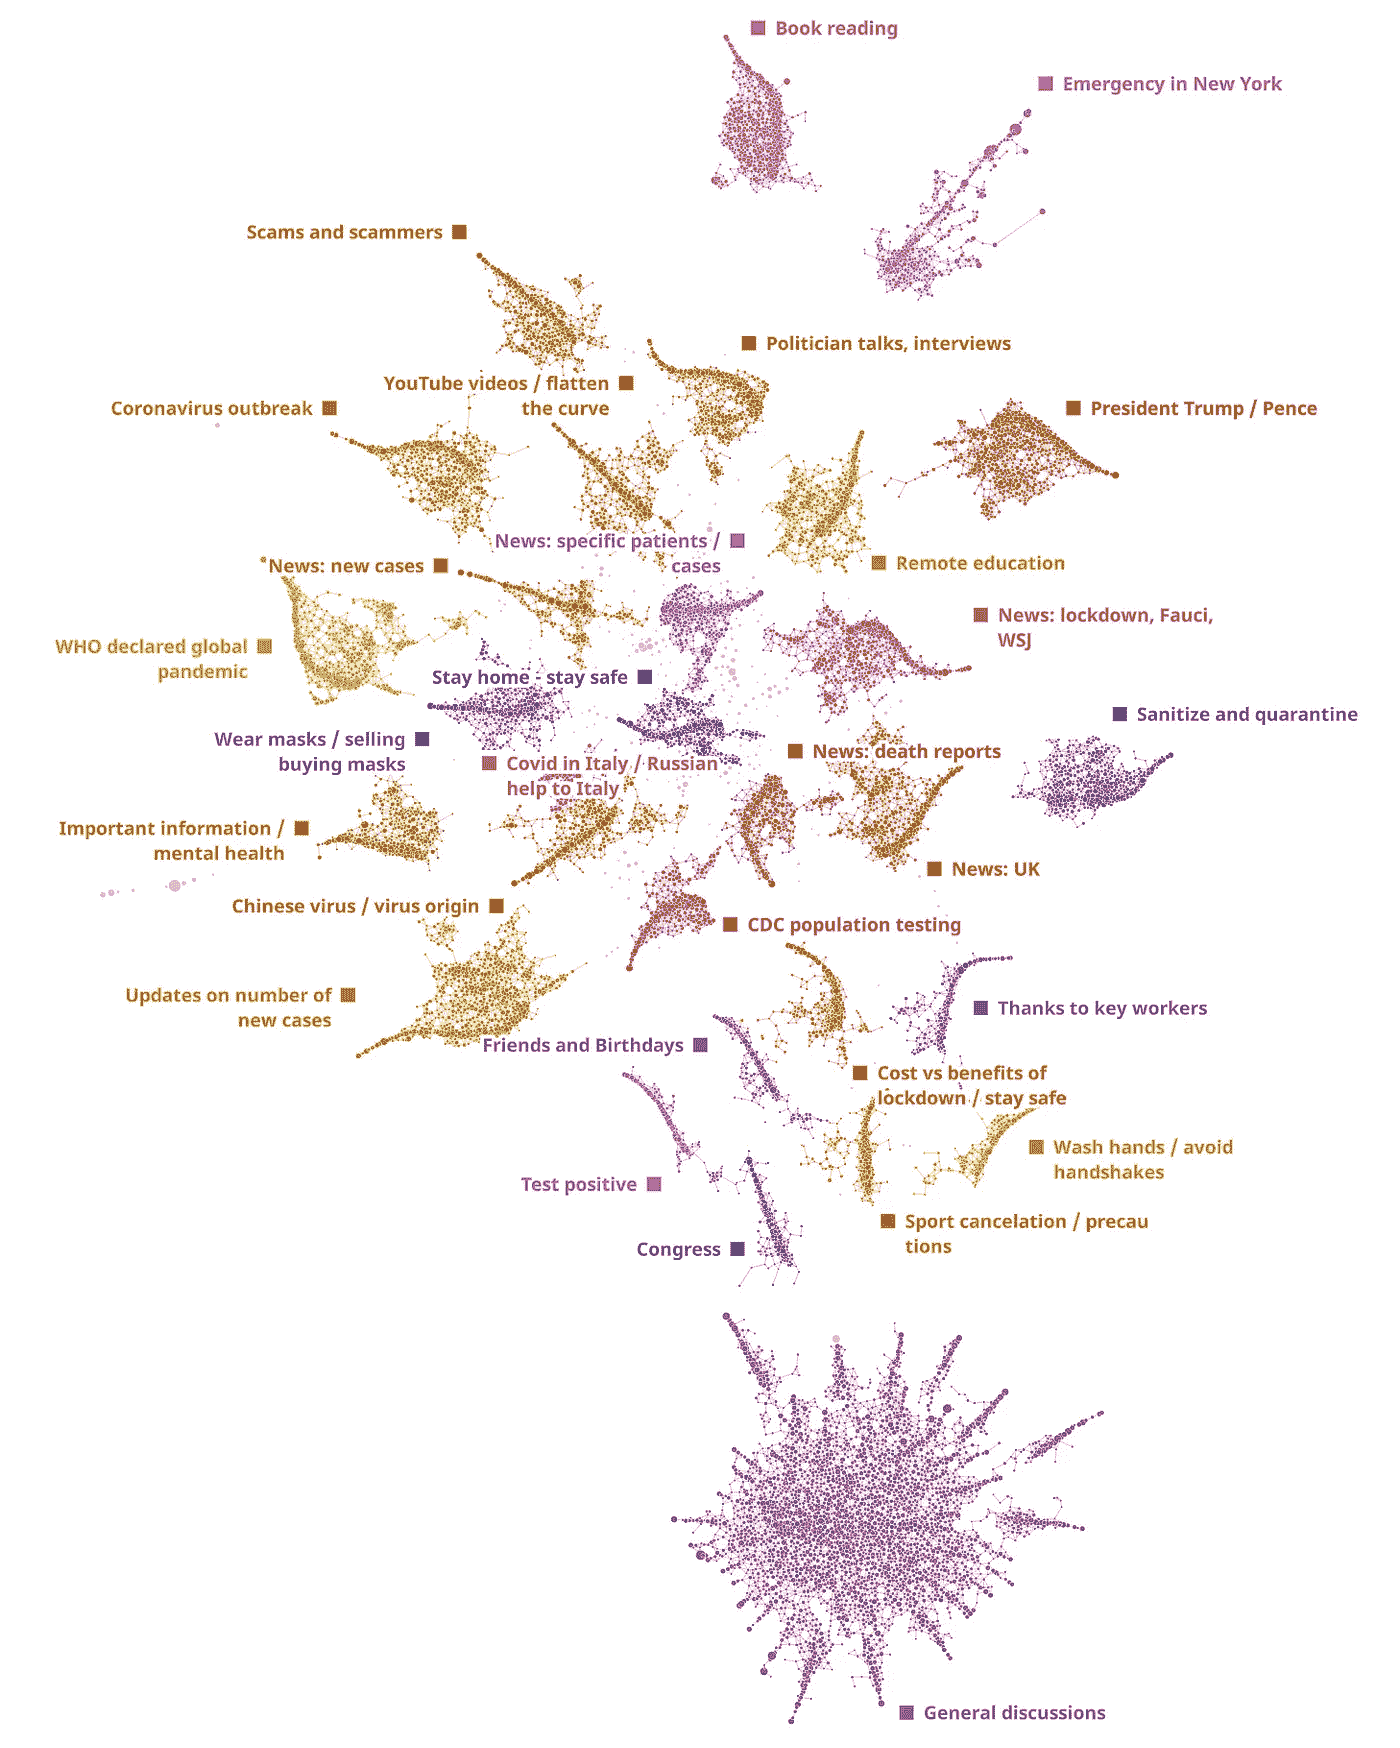 Book reading
Emergency in New York
Scams and scammers
Politician talks, interviews
YouTube videos / flatten
the curve
Coronavirus outbreak
President Trump / Pence
News: specific patients /
cases
News: new cases
Remote education
News: lockdown, Fauci,
WSJ
WHO declared global
pandemic
Stay home - stay safe
Sanitize and quarantine
Wear masks / selling
buying masks
News: death reports
Covid in Italy / Russian
help to Italy
Important information /
mental health
News: UK
Chinese virus / virus origin
CDC population testing
Updates on number of
new cases
Thanks to key workers
Friends and Birthdays
Cost vs benefits of
lockdown / stay safe
Wash hands / avoid
handshakes
Test positive
Sport cancelation / precau
tions
Congress
General discussions